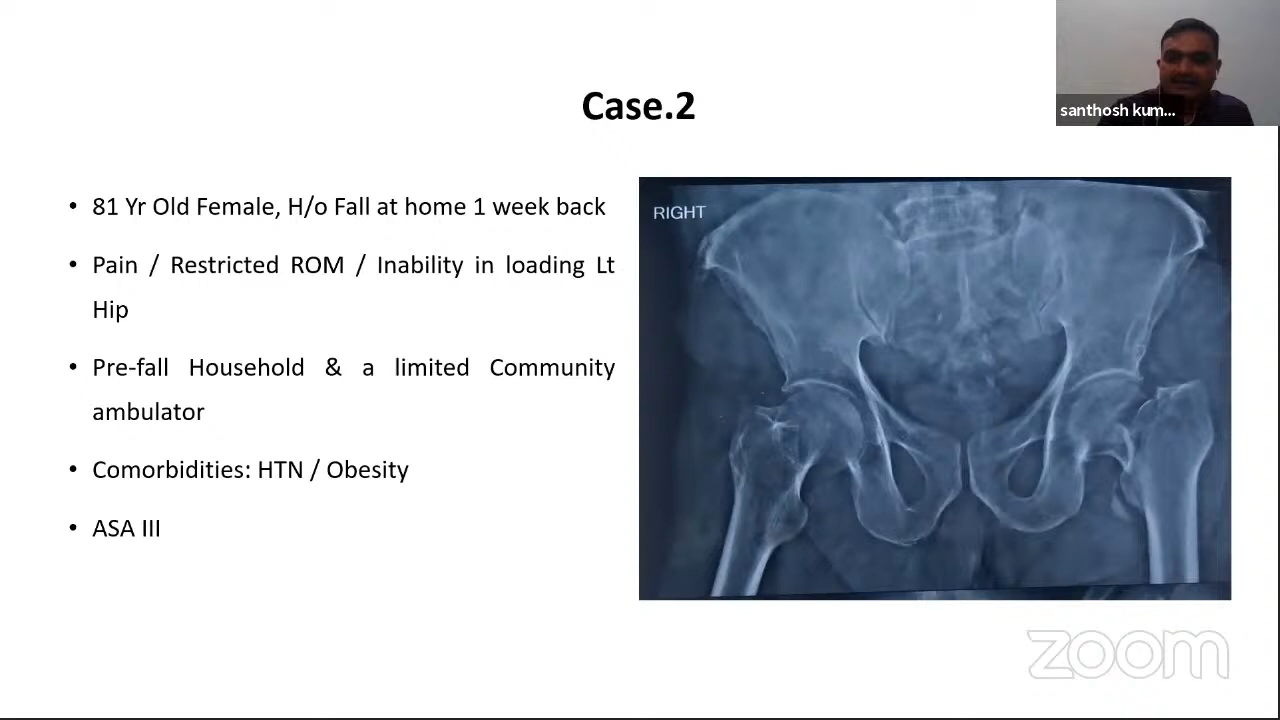 santhosh kum...
Case.2
• 81 Yr Old Female, H/o Fall at home 1 week back
• Pain / Restricted ROM / Inability in loading Lt
Hip
• Pre-fall Household & a limited Community
ambulator
• Comorbidities: HTN / Obesity
• ASA III
RIGHT
zoom